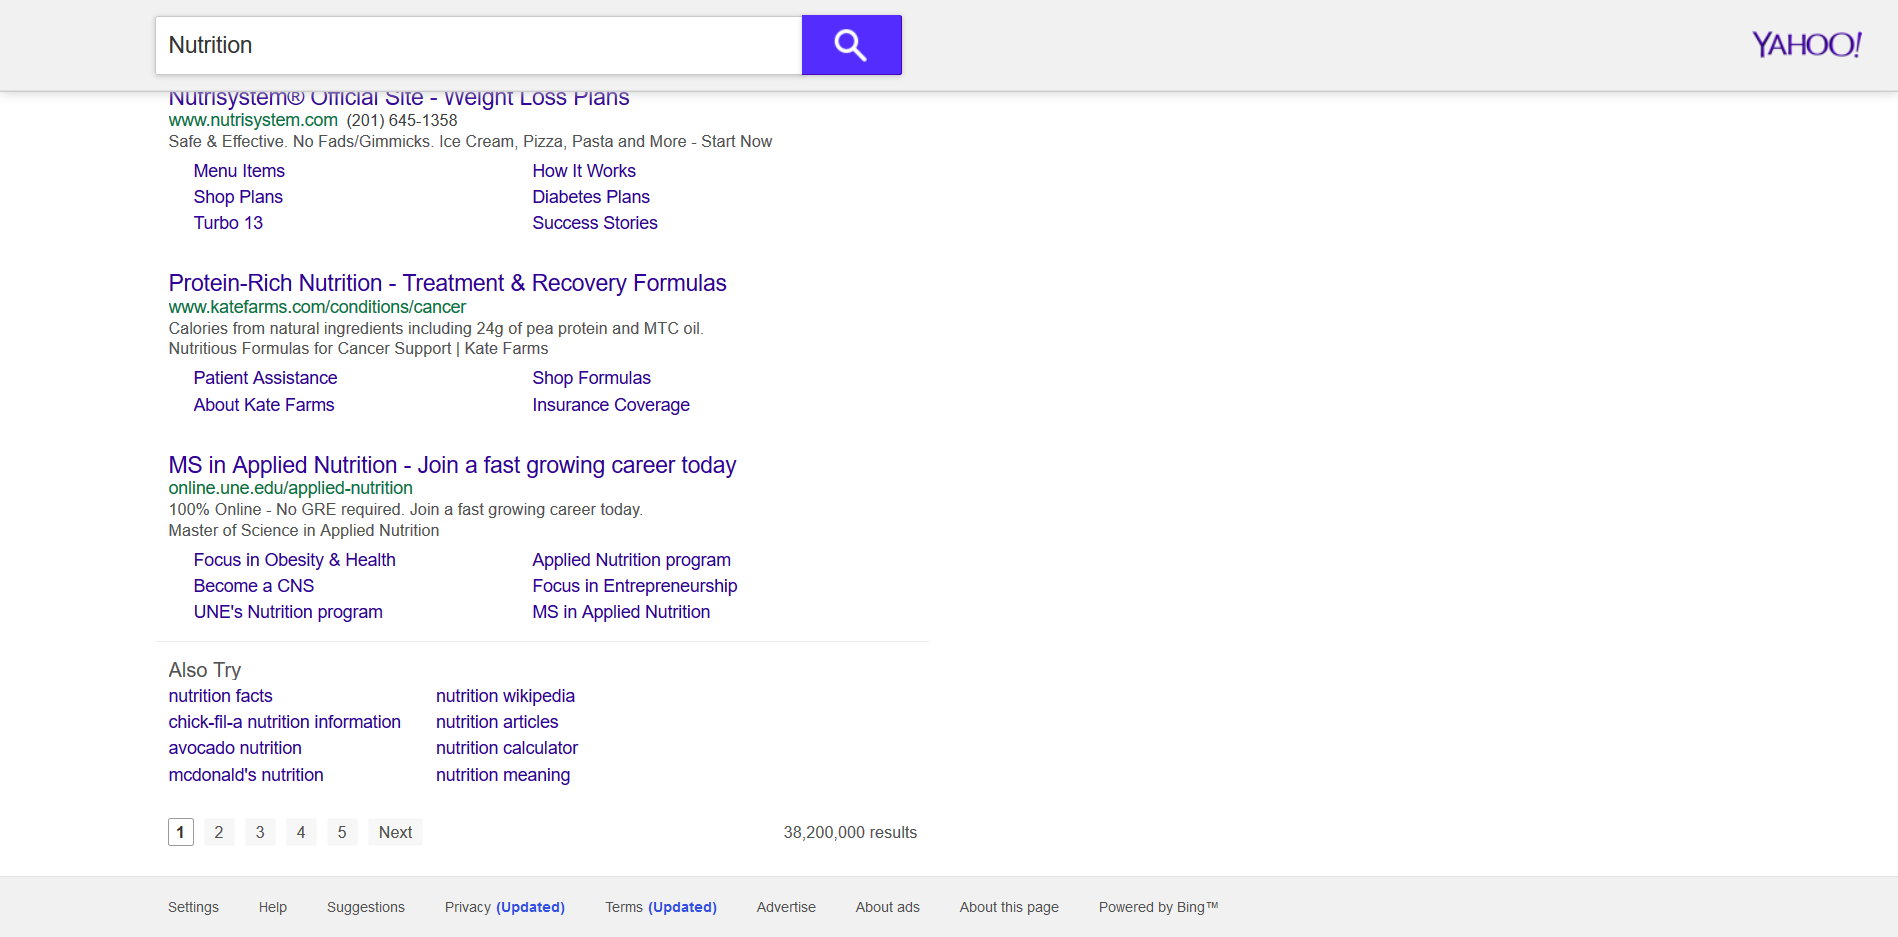 Nutrition
YAHOO!
Nutrisystem® Official Site - Weight Loss Plans
www.nutrisystem.com (201) 645-1358
Safe & Effective. No Fads/Gimmicks. Ice Cream, Pizza, Pasta and More - Start Now
Menu Items How It Works
Shop Plans Diabetes Plans
Turbo 13 Success Stories
Protein-Rich Nutrition - Treatment & Recovery Formulas
www.katefarms.com/conditions/cancer
Calories from natural ingredients including 24g of pea protein and MTC oil.
Nutritious Formulas for Cancer Support | Kate Farms
Patient Assistance Shop Formulas
About Kate Farms Insurance Coverage
MS in Applied Nutrition - Join a fast growing career today
online.une.edu/applied-nutrition
100% Online - No GRE required. Join a fast growing career today.
Master of Science in Applied Nutrition
Focus in Obesity & Health Applied Nutrition program
Become a CNS Focus in Entrepreneurship
UNE's Nutrition program MS in Applied Nutrition
Also Try
nutrition facts nutrition wikipedia
chick-fil-a nutrition information nutrition articles
avocado nutrition nutrition calculator
mcdonald's nutrition nutrition meaning
1 2 3 4 5 Next 38,200,000 results
Settings Help Suggestions Privacy (Updated) Terms (Updated) Advertise About ads About this page Powered by Bing™